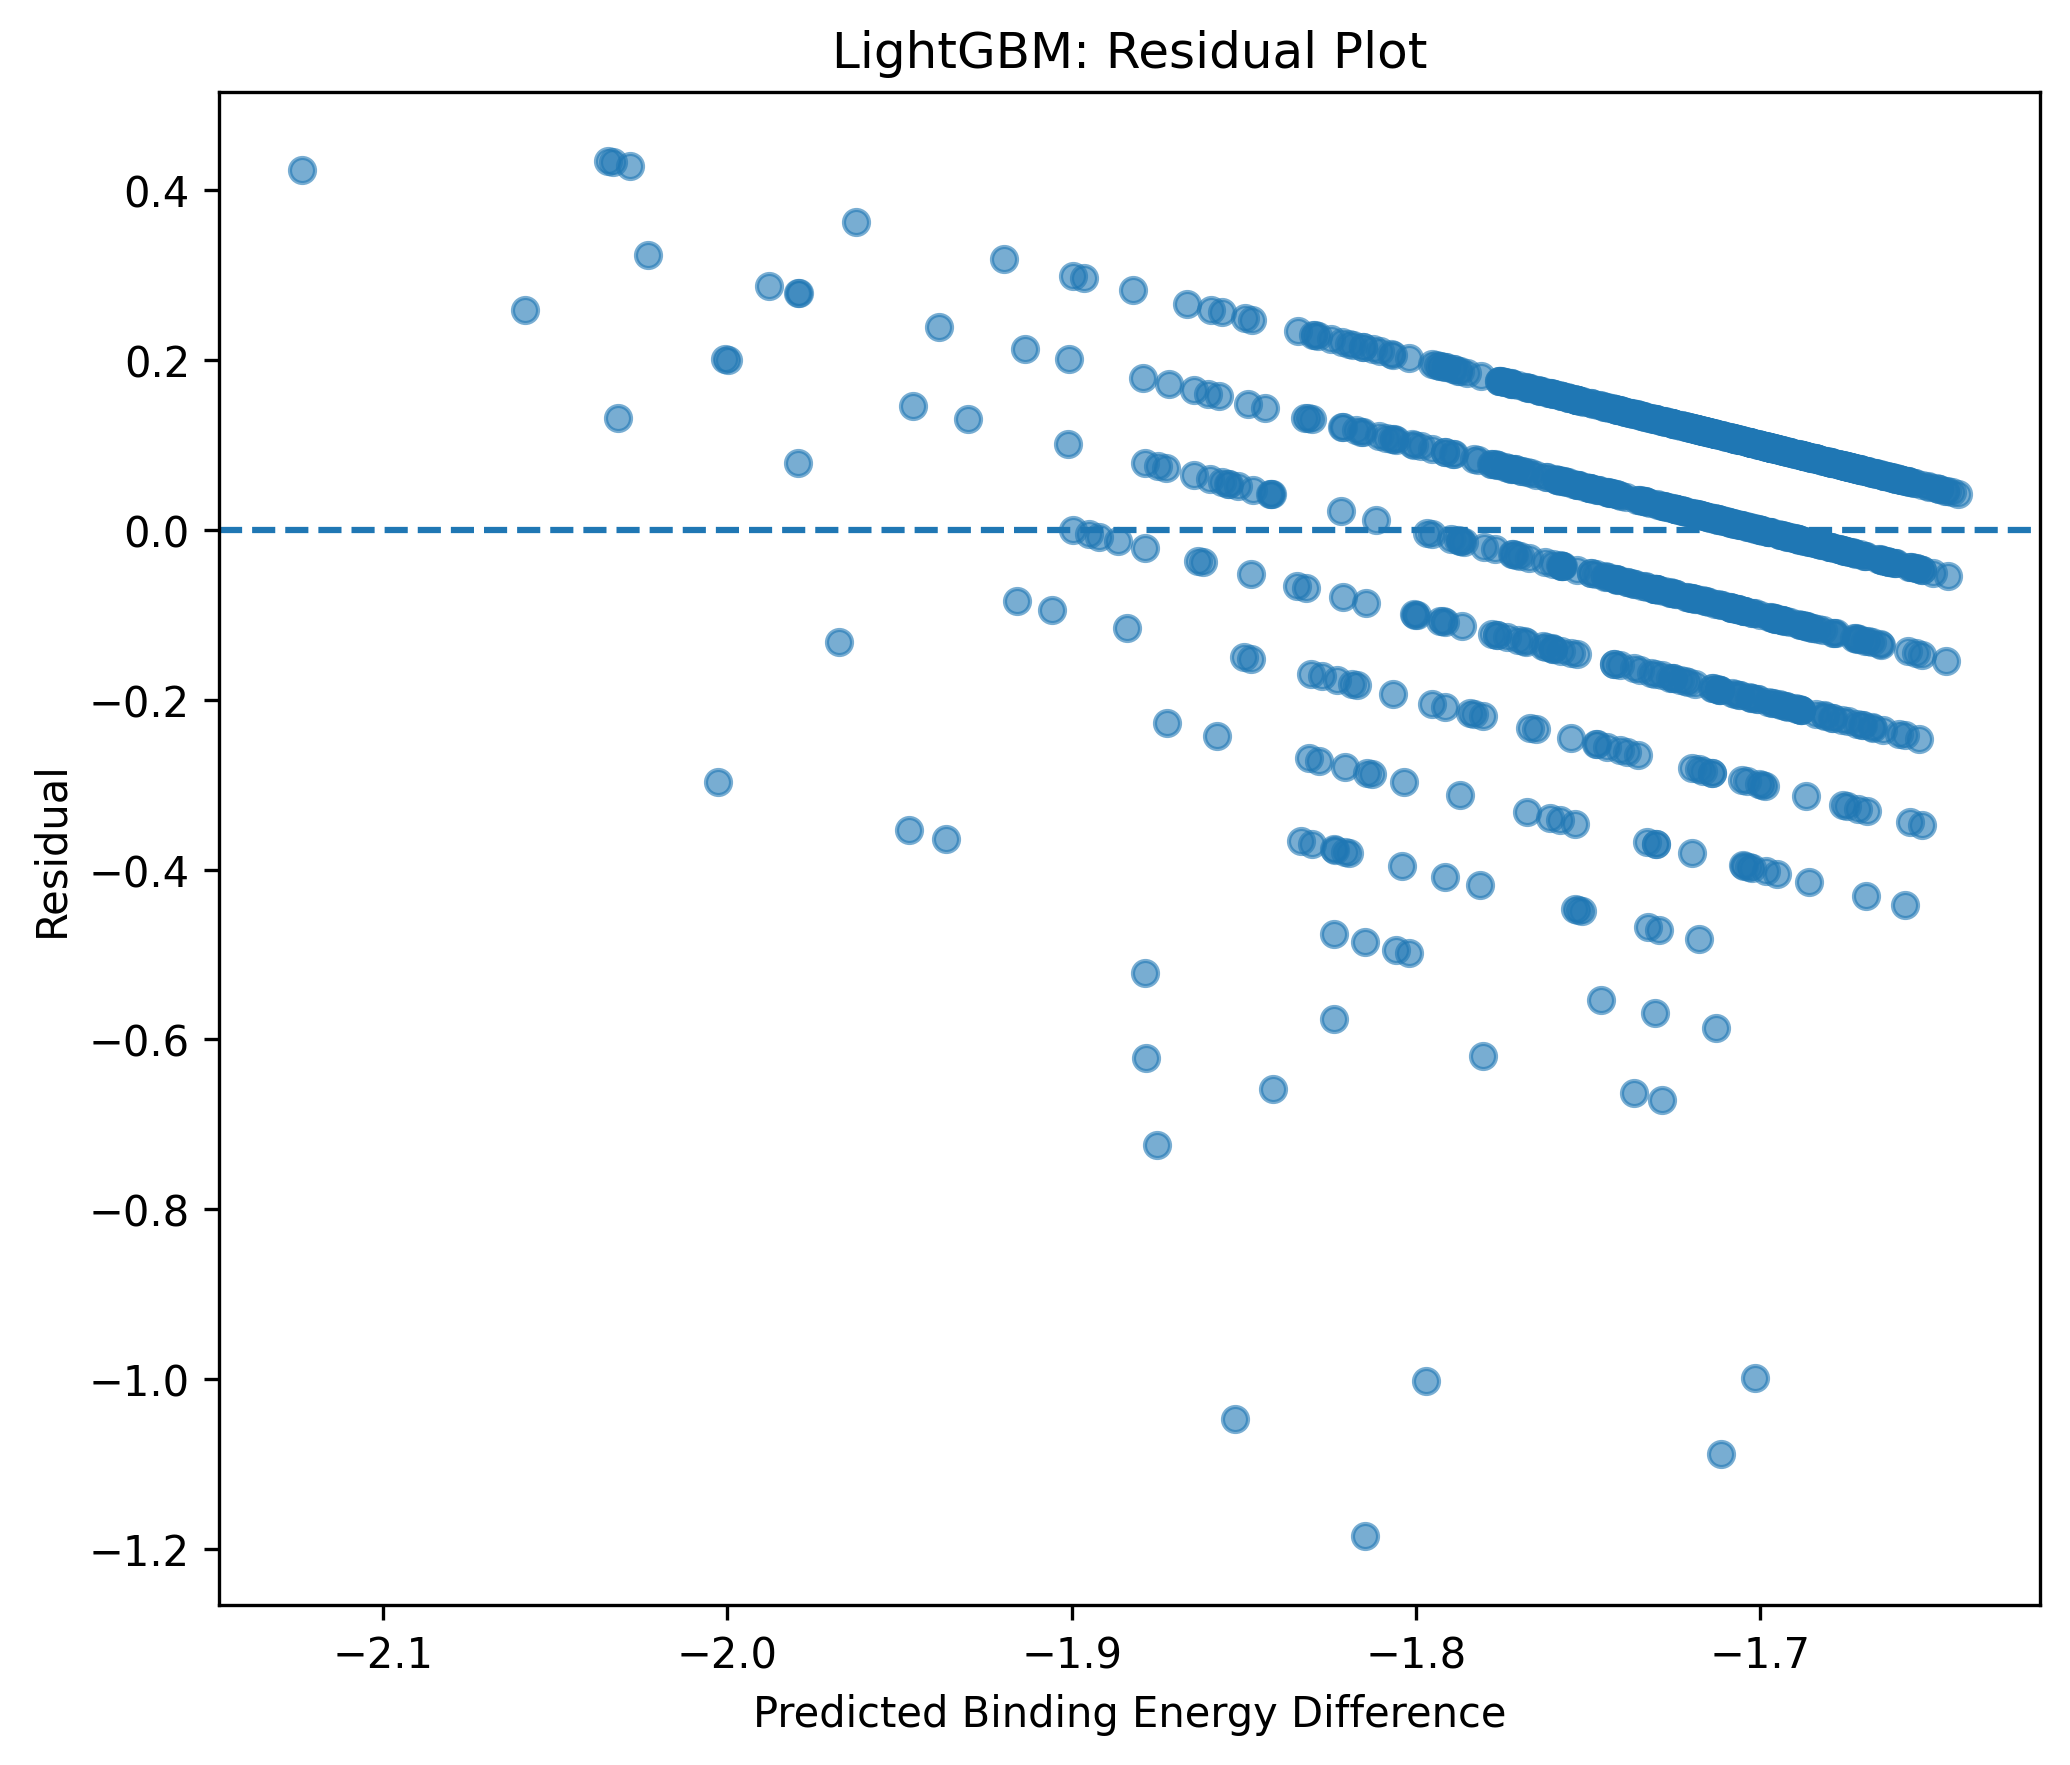 LightGBM: Residual Plot
0.4
0.2
0.0
−0.2
−0.4
−0.6
−0.8
−1.0
−1.2
Residual
−2.1 −2.0 −1.9 −1.8 −1.7
Predicted Binding Energy Difference